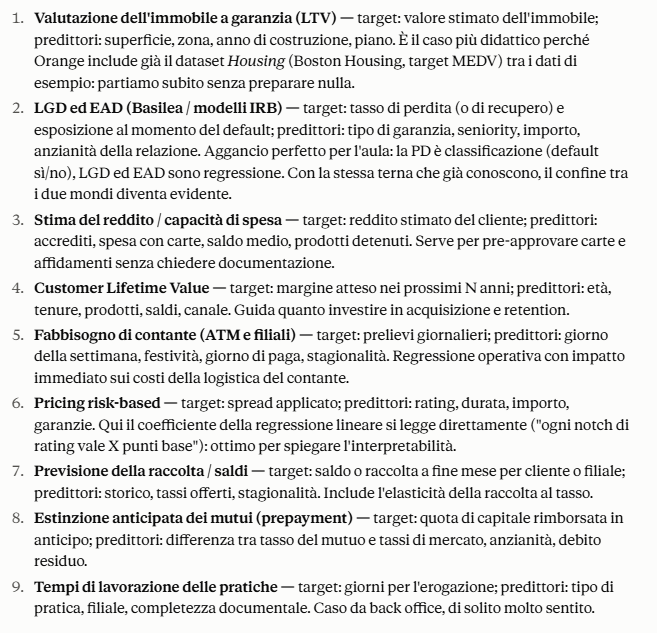 1. Valutazione dell'immobile a garanzia (LTV) — target: valore stimato dell'immobile;
predittori: superficie, zona, anno di costruzione, piano. È il caso più didattico perché
Orange include già il dataset Housing (Boston Housing, target MEDV) tra i dati di
esempio: partiamo subito senza preparare nulla.
2. LGD ed EAD (Basilea / modelli IRB) — target: tasso di perdita (o di recupero) e
esposizione al momento del default; predittori: tipo di garanzia, seniority, importo,
anzianità della relazione. Aggancio perfetto per l'aula: la PD è classificazione (default
sì/no), LGD ed EAD sono regressione. Con la stessa terna che già conoscono, il confine tra
i due mondi diventa evidente.
3. Stima del reddito / capacità di spesa — target: reddito stimato del cliente; predittori:
accrediti, spesa con carte, saldo medio, prodotti detenuti. Serve per pre-approvare carte e
affidamenti senza chiedere documentazione.
4. Customer Lifetime Value — target: margine atteso nei prossimi N anni; predittori: età,
tenure, prodotti, saldi, canale. Guida quanto investire in acquisizione e retention.
5. Fabbisogno di contante (ATM e filiali) — target: prelievi giornalieri; predittori: giorno
della settimana, festività, giorno di paga, stagionalità. Regressione operativa con impatto
immediato sui costi della logistica del contante.
6. Pricing risk-based — target: spread applicato; predittori: rating, durata, importo,
garanzie. Qui il coefficiente della regressione lineare si legge direttamente ("ogni notch di
rating vale X punti base"): ottimo per spiegare l'interpretabilità.
7. Previsione della raccolta / saldi — target: saldo o raccolta a fine mese per cliente o filiale;
predittori: storico, tassi offerti, stagionalità. Include l'elasticità della raccolta al tasso.
8. Estinzione anticipata dei mutui (prepayment) — target: quota di capitale rimborsata in
anticipo; predittori: differenza tra tasso del mutuo e tassi di mercato, anzianità, debito
residuo.
9. Tempi di lavorazione delle pratiche — target: giorni per l'erogazione; predittori: tipo di
pratica, filiale, completezza documentale. Caso da back office, di solito molto sentito.